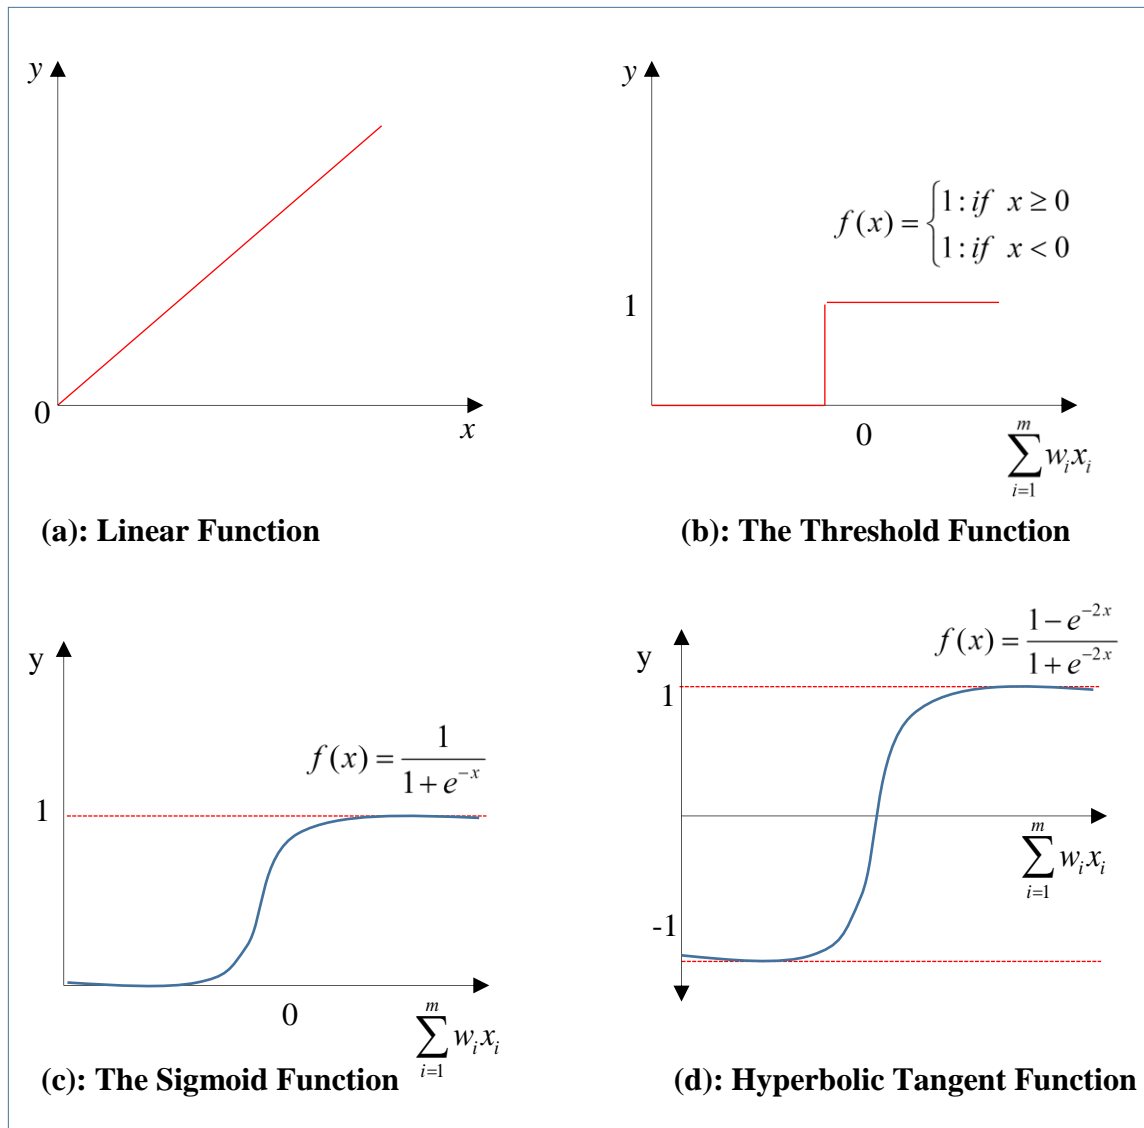 y
0
x
(a): Linear Function
y
f(x) = {1: if x ≥ 0
1: if x < 0
1
0
∑_{i=1}^{m} w_i x_i
(b): The Threshold Function
y
f(x) = \frac{1}{1 + e^{-x}}
1
0
∑_{i=1}^{m} w_i x_i
(c): The Sigmoid Function
f(x) = \frac{1 - e^{-2x}}{1 + e^{-2x}}
y
1
∑_{i=1}^{m} w_i x_i
-1
(d): Hyperbolic Tangent Function